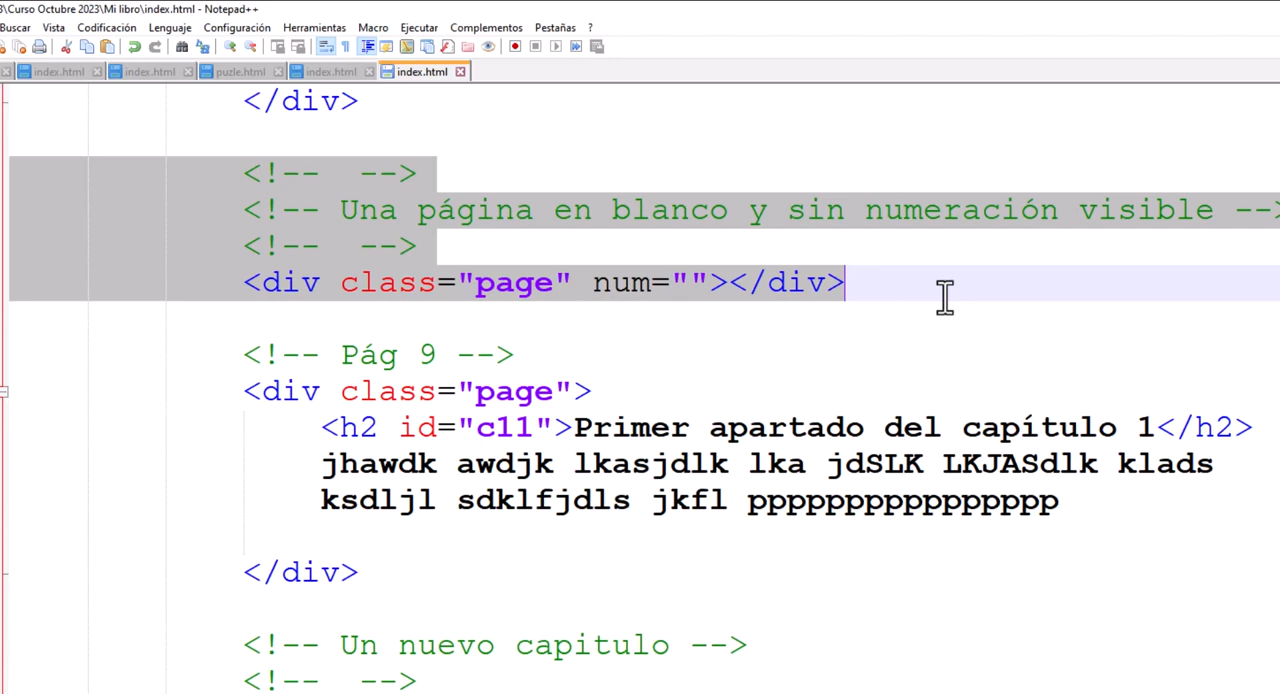 3\Curso Octubre 2023\Mi libro\index.html - Notepad++
Buscar Vista Codificación Lenguaje Configuración Herramientas Macro Ejecutar Complementos Pestañas ?
index.html index.html puzle.html index.html index.html
</div>
<!--  -->
<!-- Una página en blanco y sin numeración visible -->
<!--  -->
<div class="page" num=""></div>
<!-- Pág 9 -->
<div class="page">
<h2 id="c11">Primer apartado del capítulo 1</h2>
jhawdk awdjk lkasjdlk lka jdSLK LKJASdlk klads
ksdljl sdklfjdls jkfl pppppppppppppppp
</div>
<!-- Un nuevo capitulo -->
<!--  -->